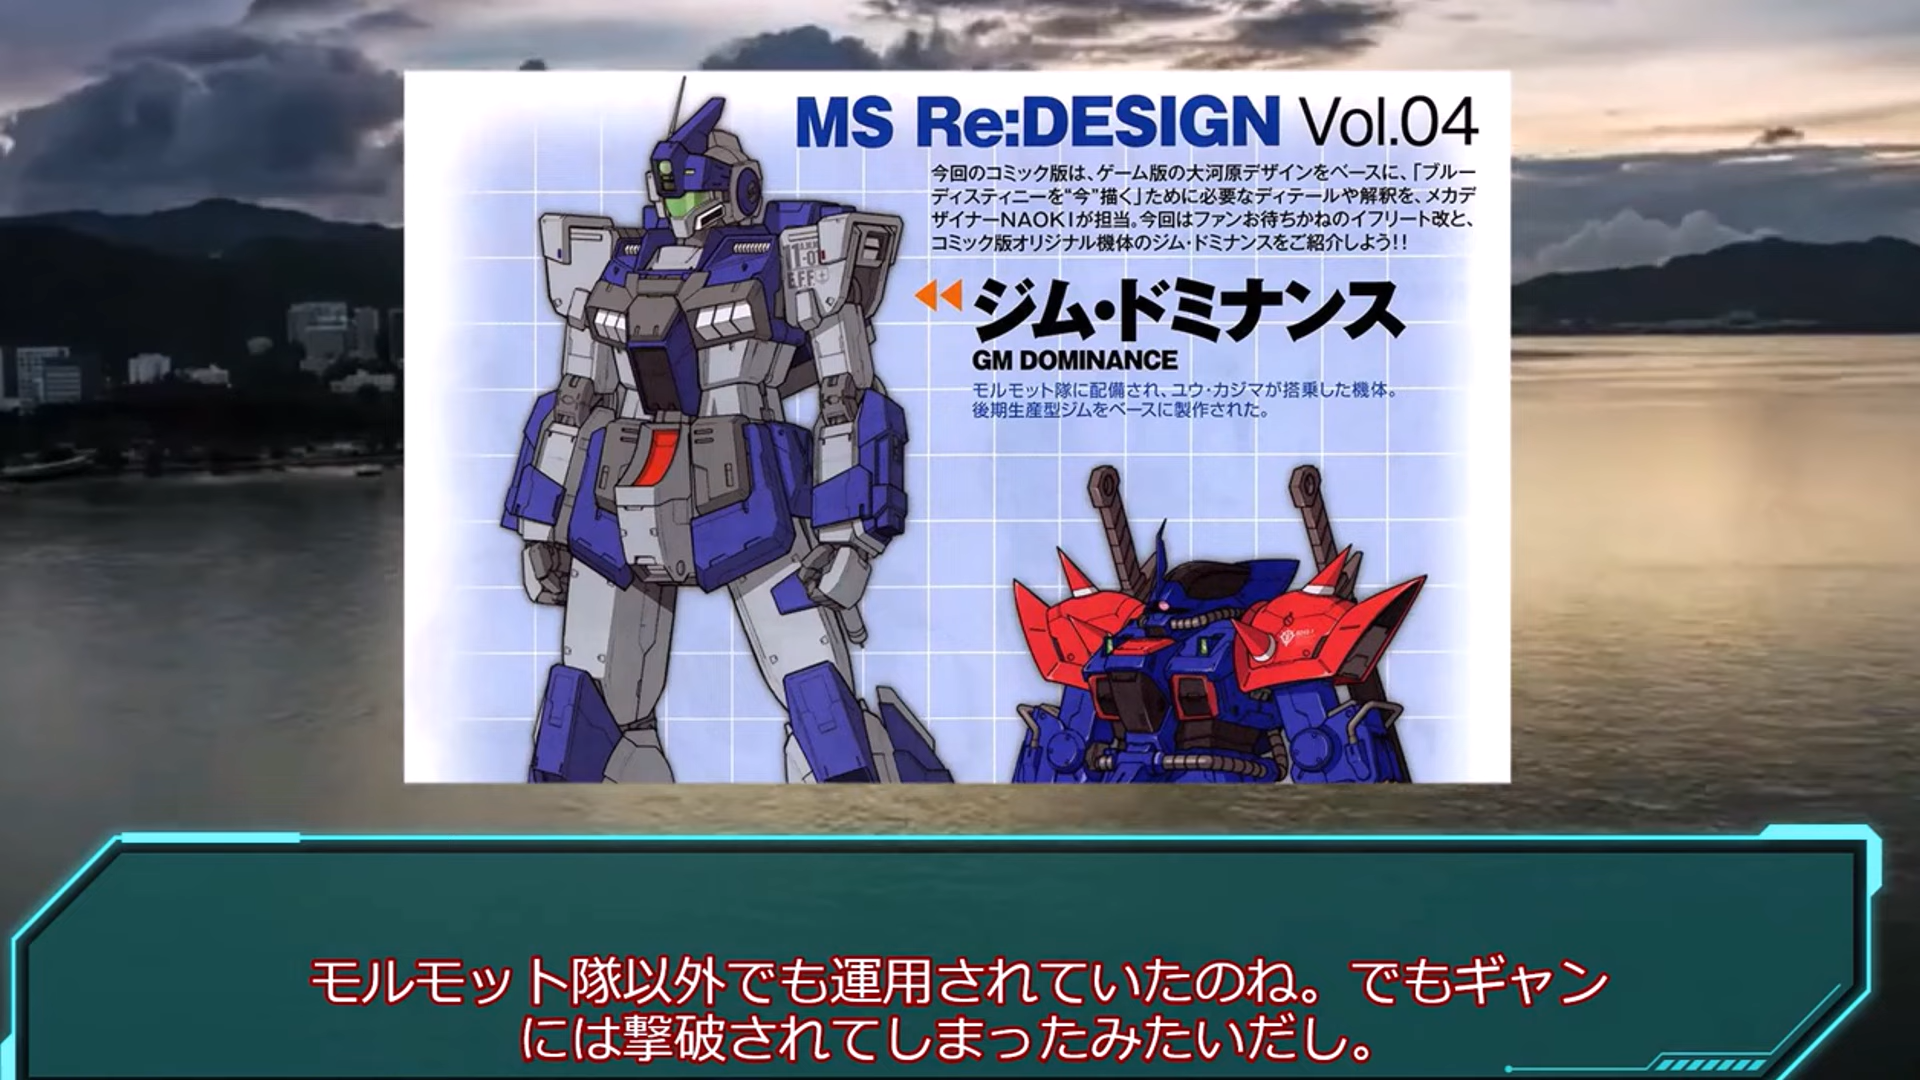 MS Re:DESIGN Vol.04
今回のコミック版は、ゲーム版の大河原デザインをベースに、「ブルー
ディスティニーを“今”描く」ために必要なディテールや解釈を、メカデ
ザイナーNAOKIが担当。今回はファンお待ちかねのイフリート改と、
コミック版オリジナル機体のジム・ドミナンスをご紹介しよう!!
ジム・ドミナンス
GM DOMINANCE
モルモット隊に配備され、ユウ・カジマが搭乗した機体。
後期生産型ジムをベースに製作された。
11-01
E.F.F.
モルモット隊以外でも運用されていたのね。でもギャン
には撃破されてしまったみたいだし。